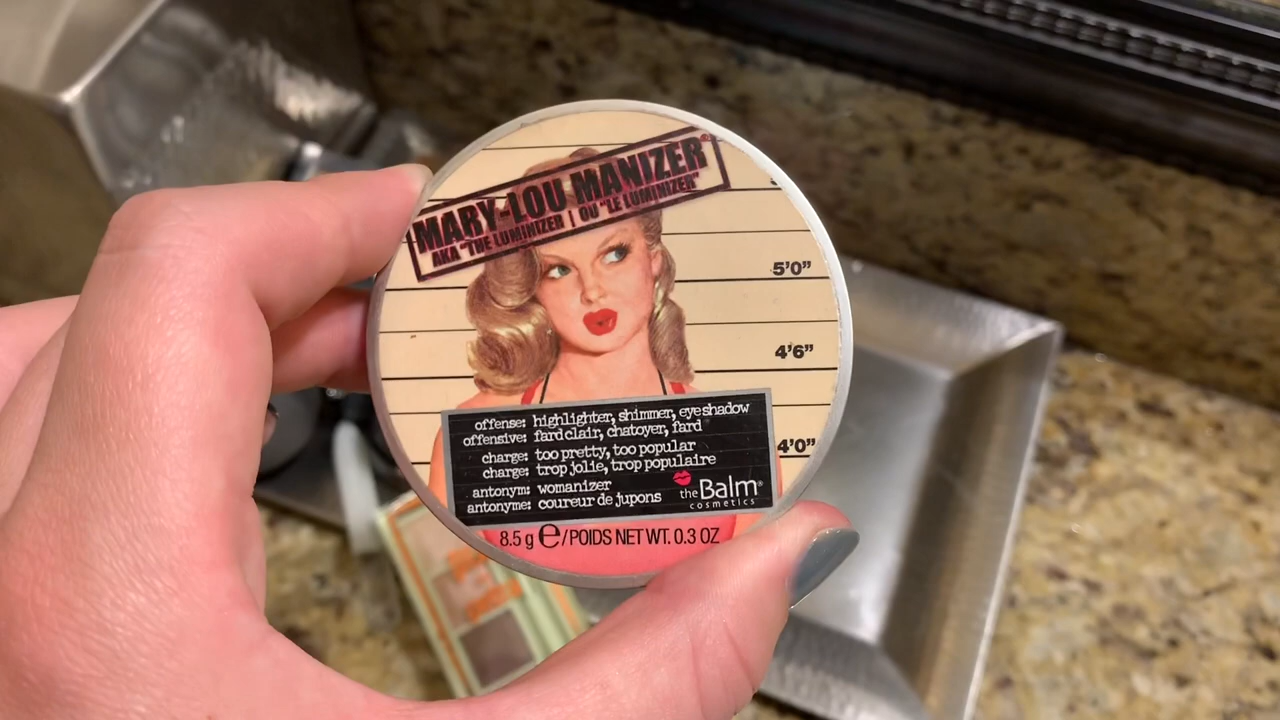 MARY-LOU MANIZER®
AKA "THE LUMINIZER | OU "LE LUMINIZER"
5'0”
4'6”
4'0”
offense: highlighter, shimmer, eyeshadow
offensive: fard clair, chatoyer, fard
charge: too pretty, too popular
charge: trop jolie, trop populaire
antonym: womanizer
antonyme: coureur de jupons
theBalm®
cosmetics
8.5 g e/POIDS NET WT. 0.3 OZ